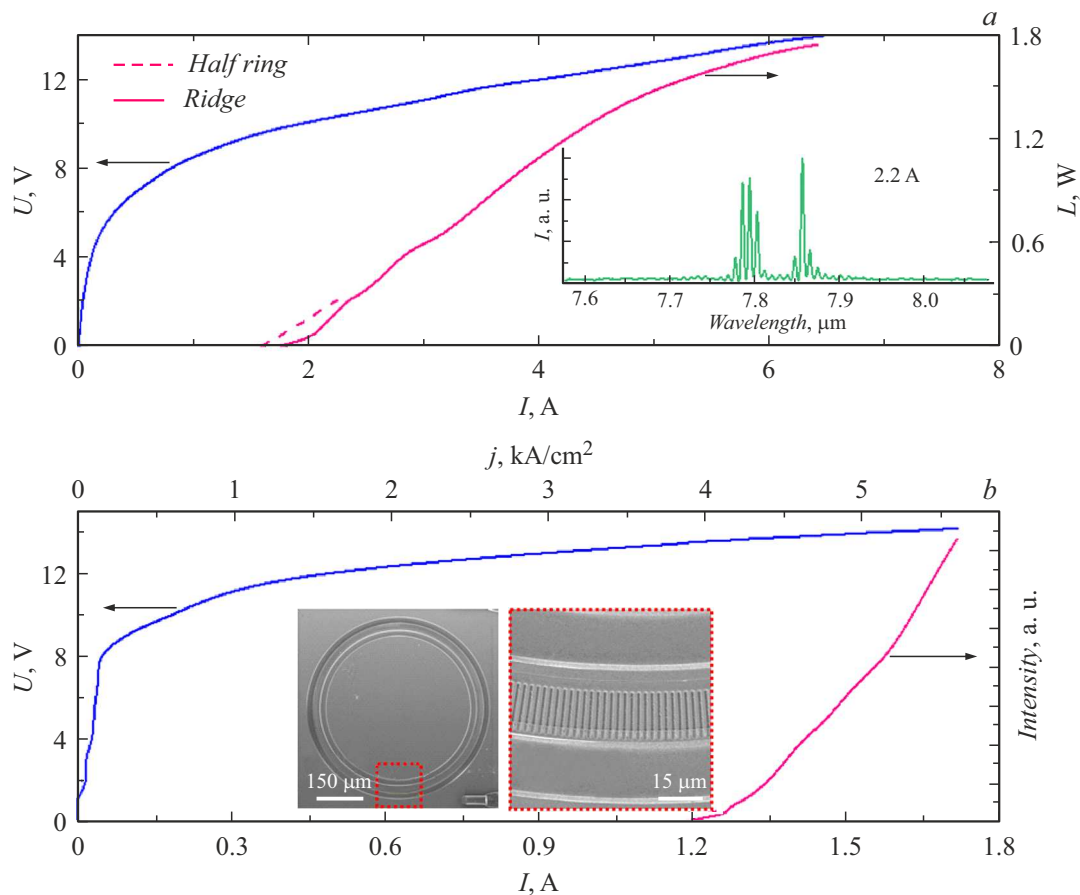 a
Half ring
Ridge
U, V
12
8
4
0
0
2
4
6
8
I, A
1.8
1.2
0.6
0
L, W
2.2 A
I, a. u.
7.6
7.7
7.8
7.9
8.0
Wavelength, μm
j, kA/cm²
0
1
2
3
4
5
b
U, V
12
8
4
0
0
0.3
0.6
0.9
1.2
1.5
1.8
I, A
Intensity, a. u.
150 μm
15 μm